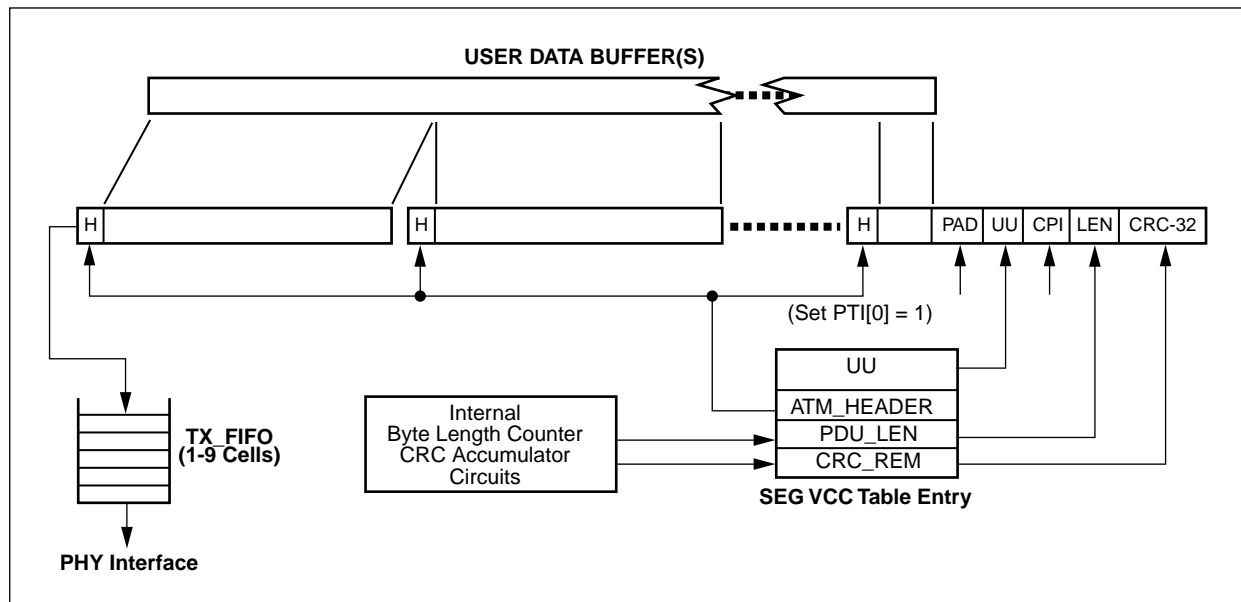 USER DATA BUFFER(S)
H
H
H
PAD
UU
CPI
LEN
CRC-32
(Set PTI[0] = 1)
UU
ATM_HEADER
PDU_LEN
CRC_REM
SEG VCC Table Entry
Internal
Byte Length Counter
CRC Accumulator
Circuits
TX_FIFO
(1-9 Cells)
PHY Interface